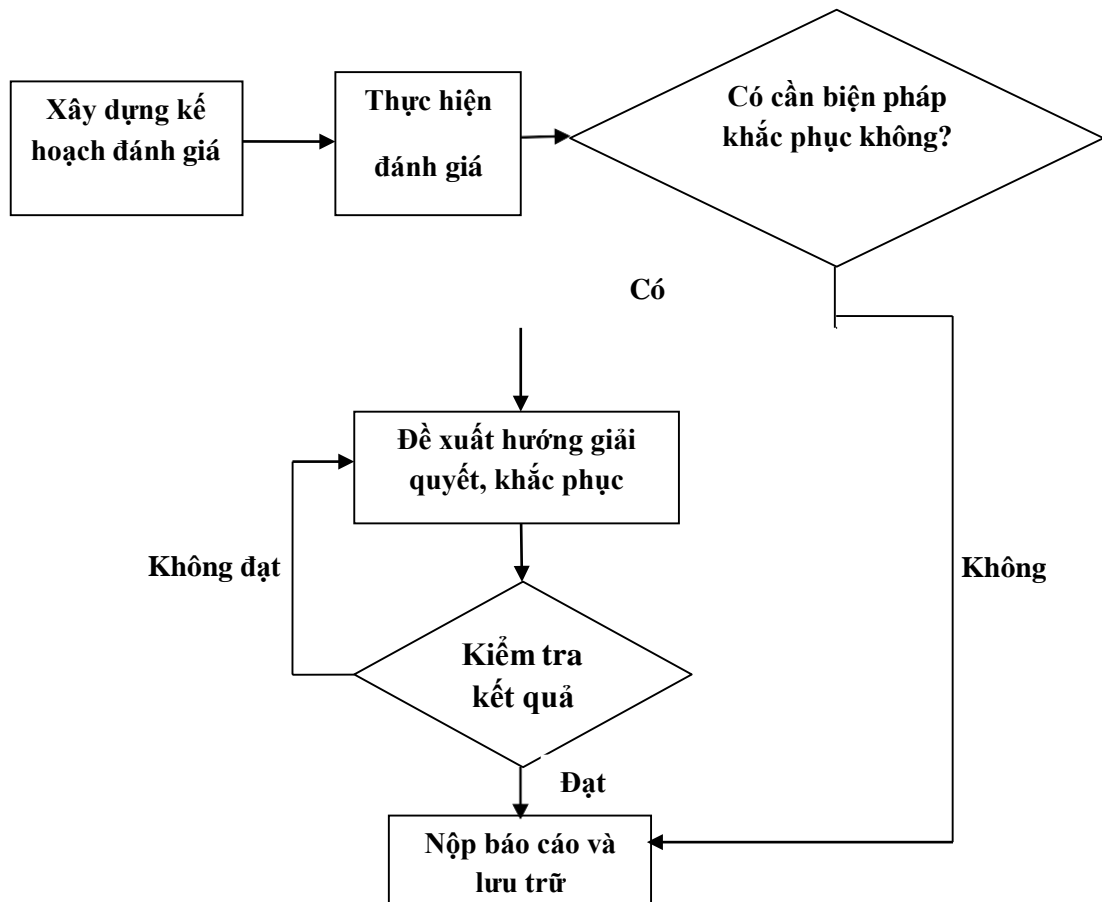 Xây dựng kế
hoạch đánh giá
Thực hiện
đánh giá
Có cần biện pháp
khắc phục không?
Có
Đề xuất hướng giải
quyết, khắc phục
Không đạt
Không
Kiểm tra
kết quả
Đạt
Nộp báo cáo và
lưu trữ